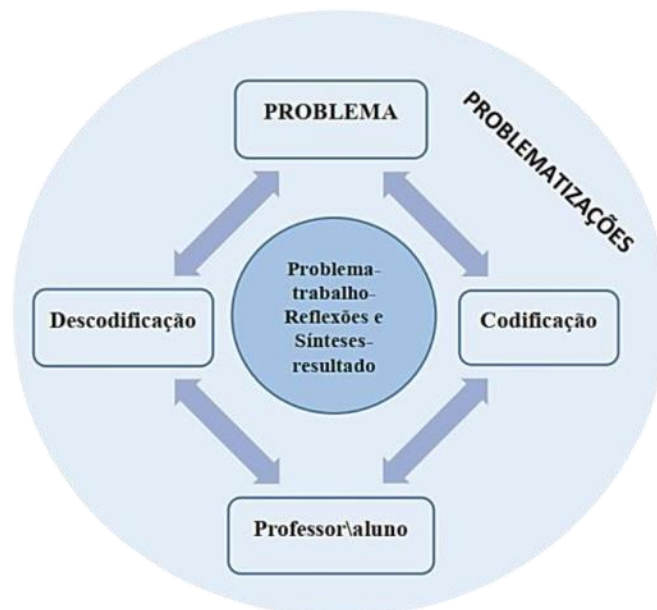 PROBLEMA
PROBLEMATIZAÇÕES
Problema-
trabalho-
Reflexões e
Sínteses-
resultado
Descodificação
Codificação
Professor\aluno